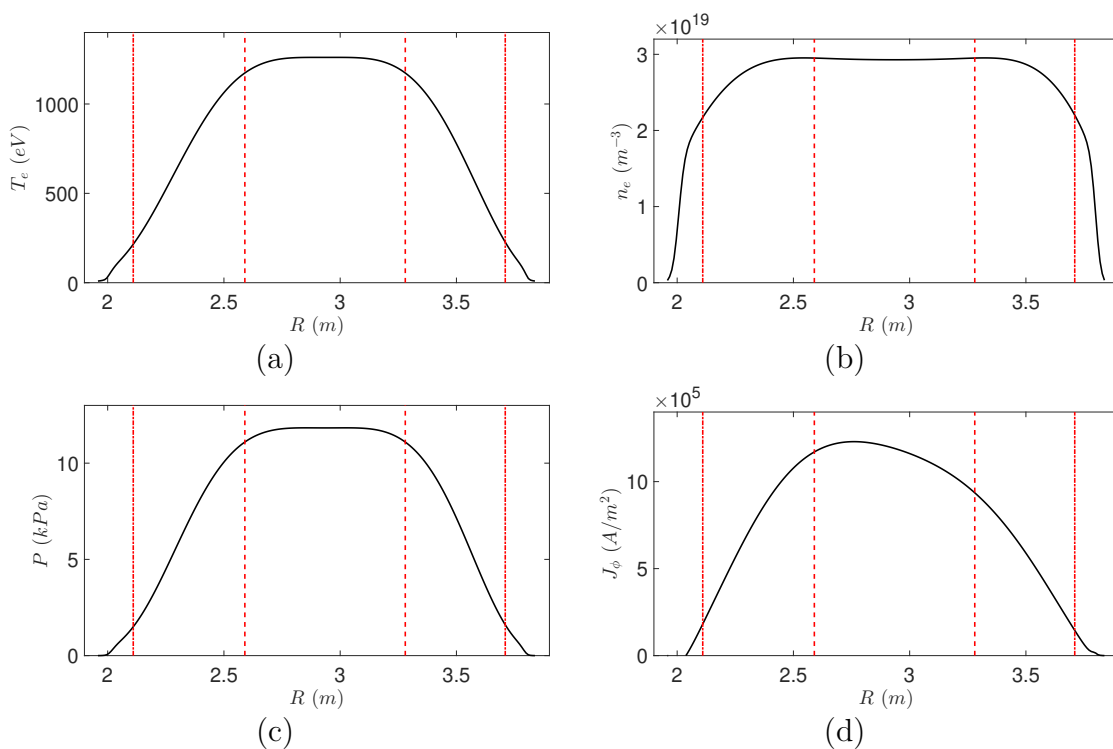 1000
500
0
T_e (eV)
2 2.5 3 3.5
R (m)
(a)
×10^19
3
2
1
0
n_e (m^−3)
2 2.5 3 3.5
R (m)
(b)
10
5
0
P (kPa)
2 2.5 3 3.5
R (m)
(c)
×10^5
10
5
0
J_ϕ (A/m^2)
2 2.5 3 3.5
R (m)
(d)